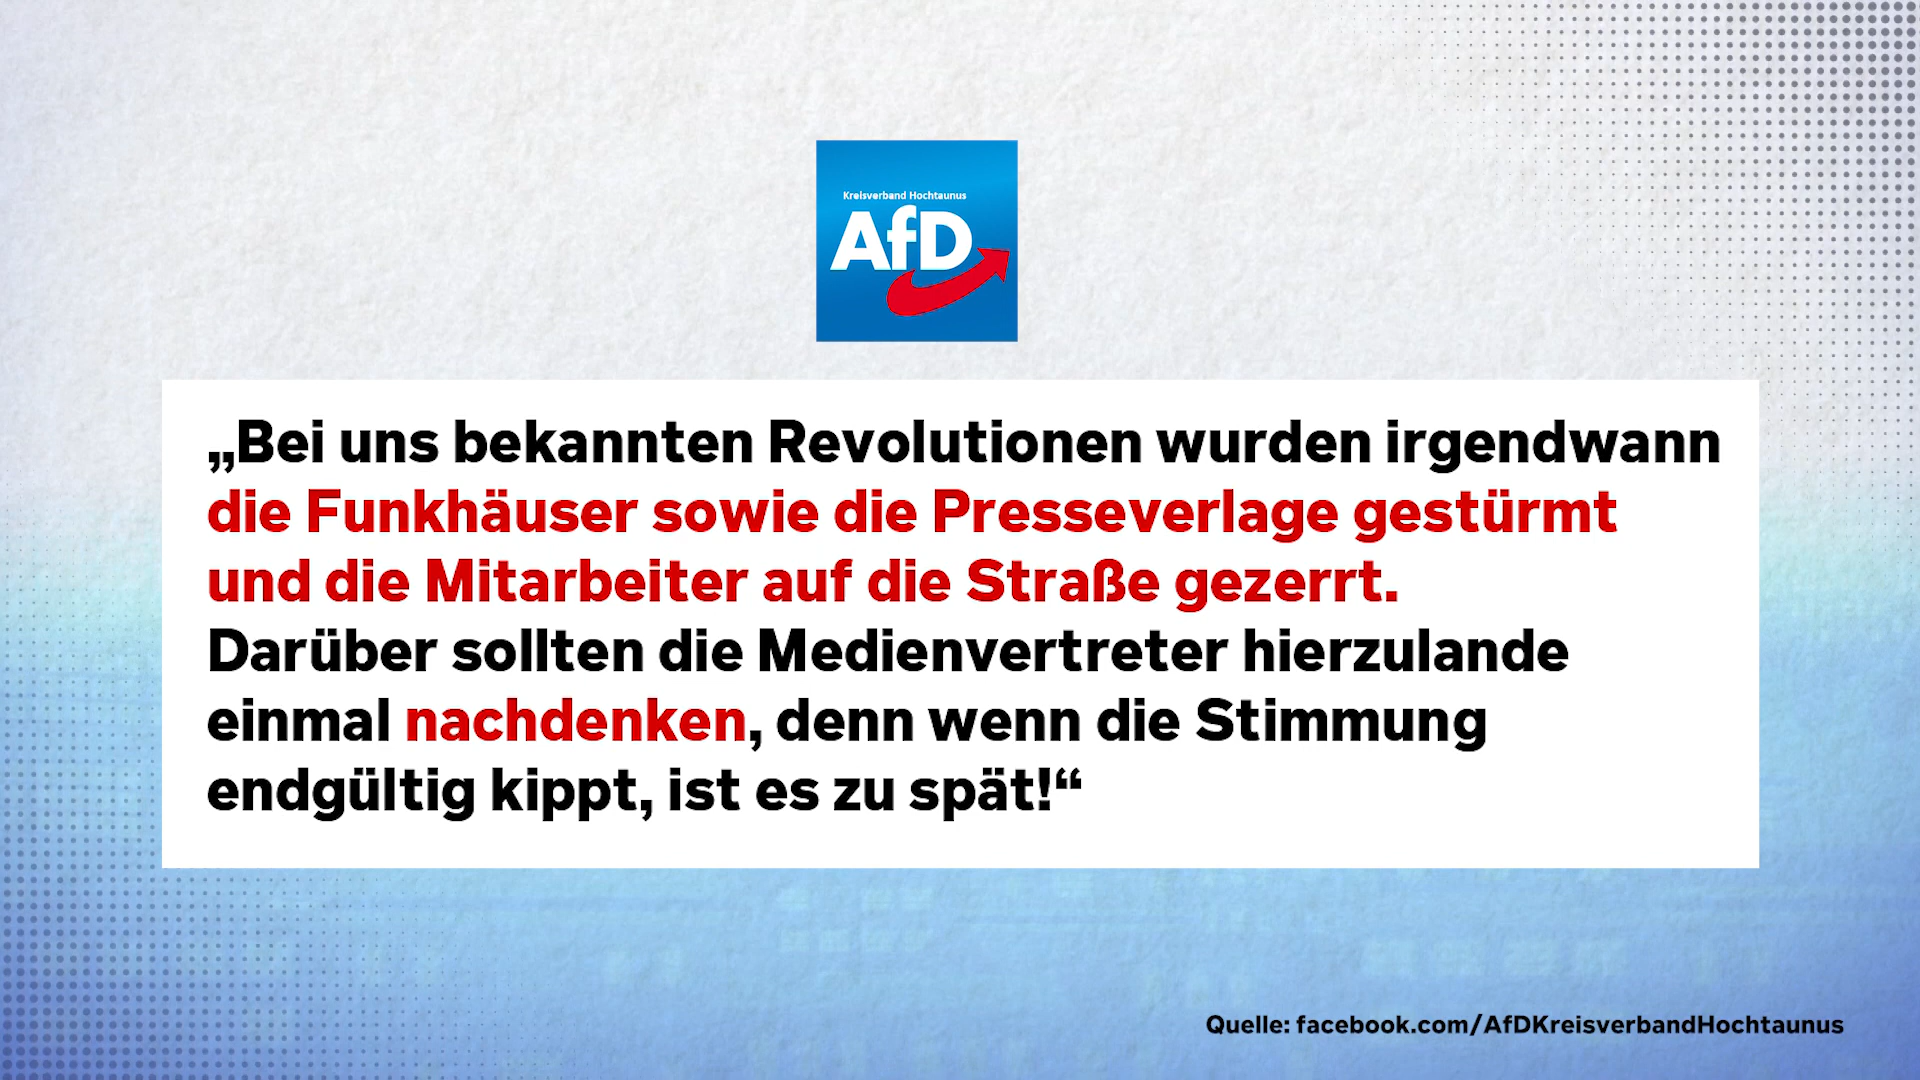 Kreisverband Hochtaunus
AfD
„Bei uns bekannten Revolutionen wurden irgendwann
die Funkhäuser sowie die Presseverlage gestürmt
und die Mitarbeiter auf die Straße gezerrt.
Darüber sollten die Medienvertreter hierzulande
einmal nachdenken, denn wenn die Stimmung
endgültig kippt, ist es zu spät!“
Quelle: facebook.com/AfDKreisverbandHochtaunus